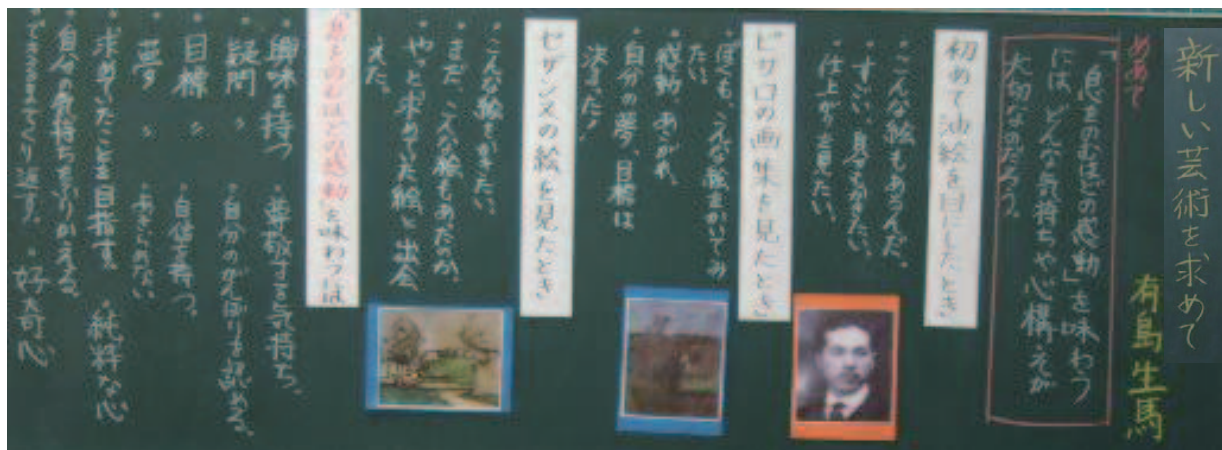 新しい芸術を求めて
有島生馬
めあて
「息をのむほどの感動」を味わう
には、どんな気持ちや心構えが
大切なのだろう。
初めて油絵を目にしたとき
・こんな絵もあるんだ。
・すごい、見てみたい。
・仕上がり見たい。
ピサロの画集を見たとき
・ぼくも、こんな絵をかいてみ
たい。
・感動、あこがれ
・自分の夢、目標は
決まった!
セザンヌの絵を見たとき
・こんな絵をかきたい。
・まだ、こんな絵もあったのか。
・やっと求めていた絵と出会
えた。
息をのむほどの感動を味わうには
・興味を持つ
・疑問 〃
・目標 〃
・夢 〃
・求めていたことを目指す。
・自分の気持ちをふりかえる。
・できるまでくり返す。
・尊敬する気持ち。
・自分のがんばりを認める。
・自信を持つ。
・あきらめない
・純粋な心
・好奇心